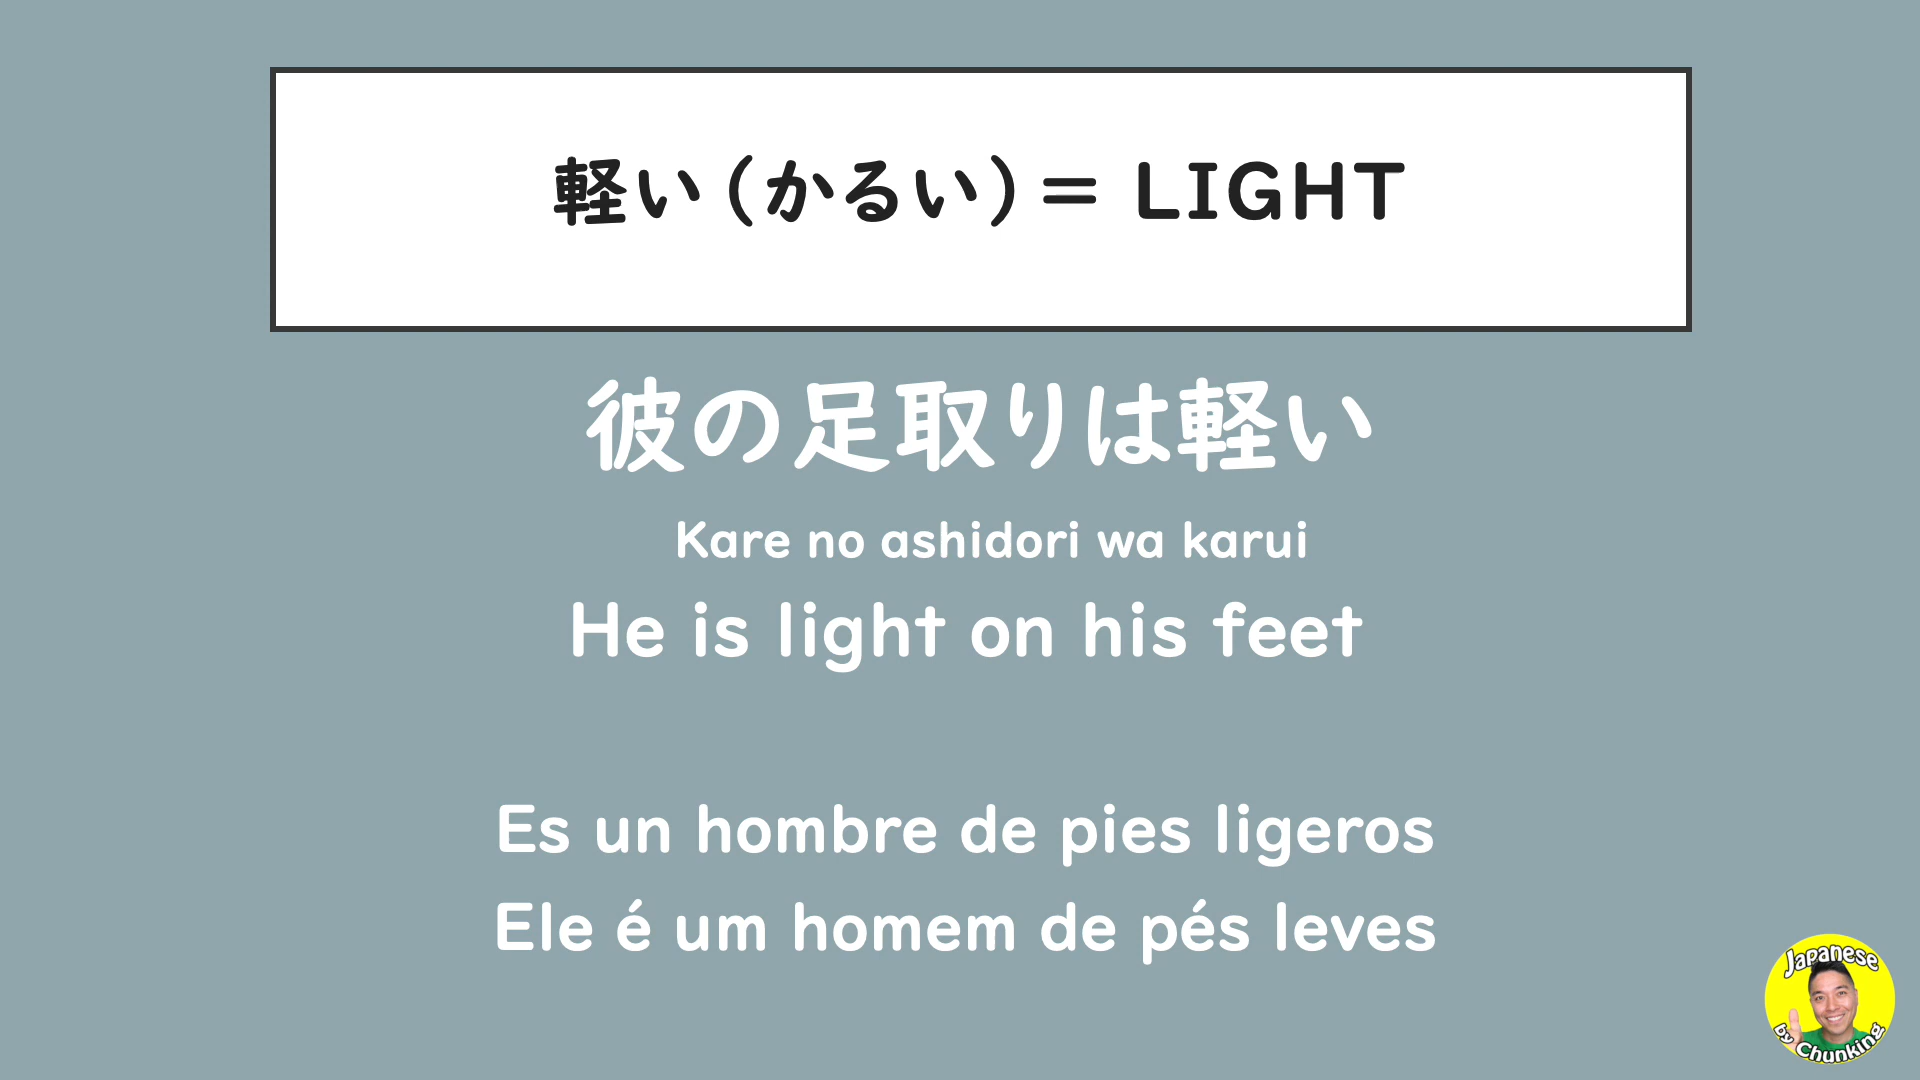 軽い（かるい）＝ LIGHT
彼の足取りは軽い
Kare no ashidori wa karui
He is light on his feet
Es un hombre de pies ligeros
Ele é um homem de pés leves
Japanese
by Chunking